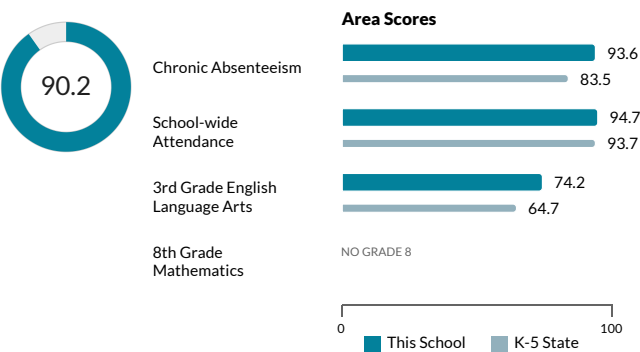 Area Scores
90.2
Chronic Absenteeism
93.6
83.5
School-wide
Attendance
94.7
93.7
3rd Grade English
Language Arts
74.2
64.7
8th Grade
Mathematics
NO GRADE 8
0
100
This School
K-5 State